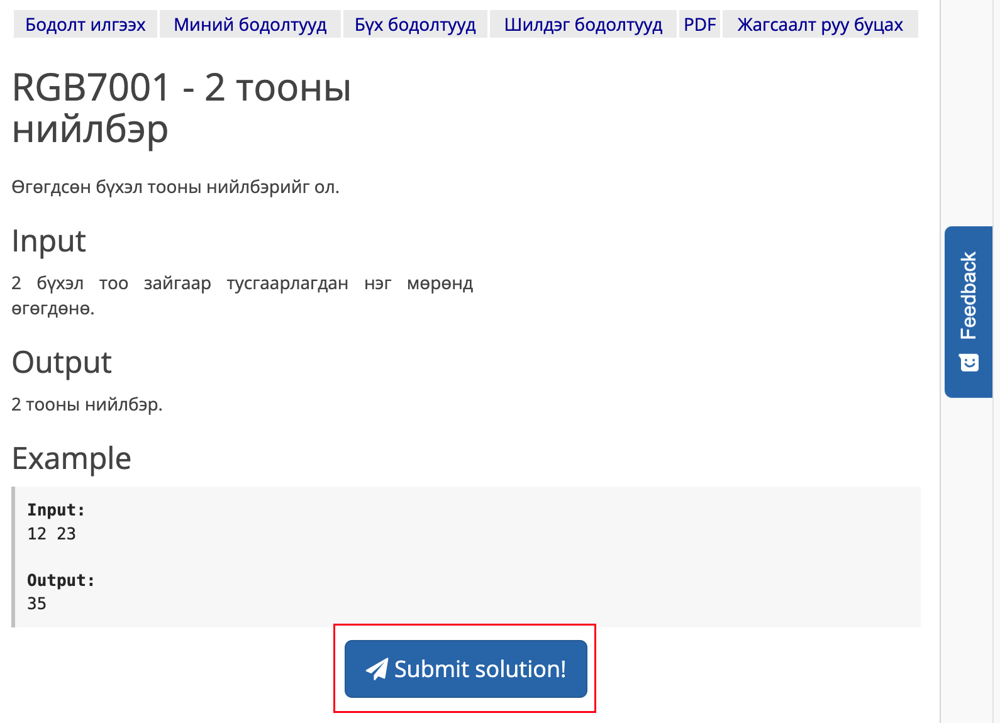 Бодолт илгээх Миний бодолтууд Бүх бодолтууд Шилдэг бодолтууд PDF Жагсаалт руу буцах
RGB7001 - 2 тооны
нийлбэр
Өгөгдсөн бүхэл тооны нийлбэрийг ол.
Input
2 бүхэл тоо зайгаар тусгаарлагдан нэг мөрөнд
өгөгдөнө.
Output
2 тооны нийлбэр.
Example
Input:
12 23
Output:
35
Submit solution!
Feedback